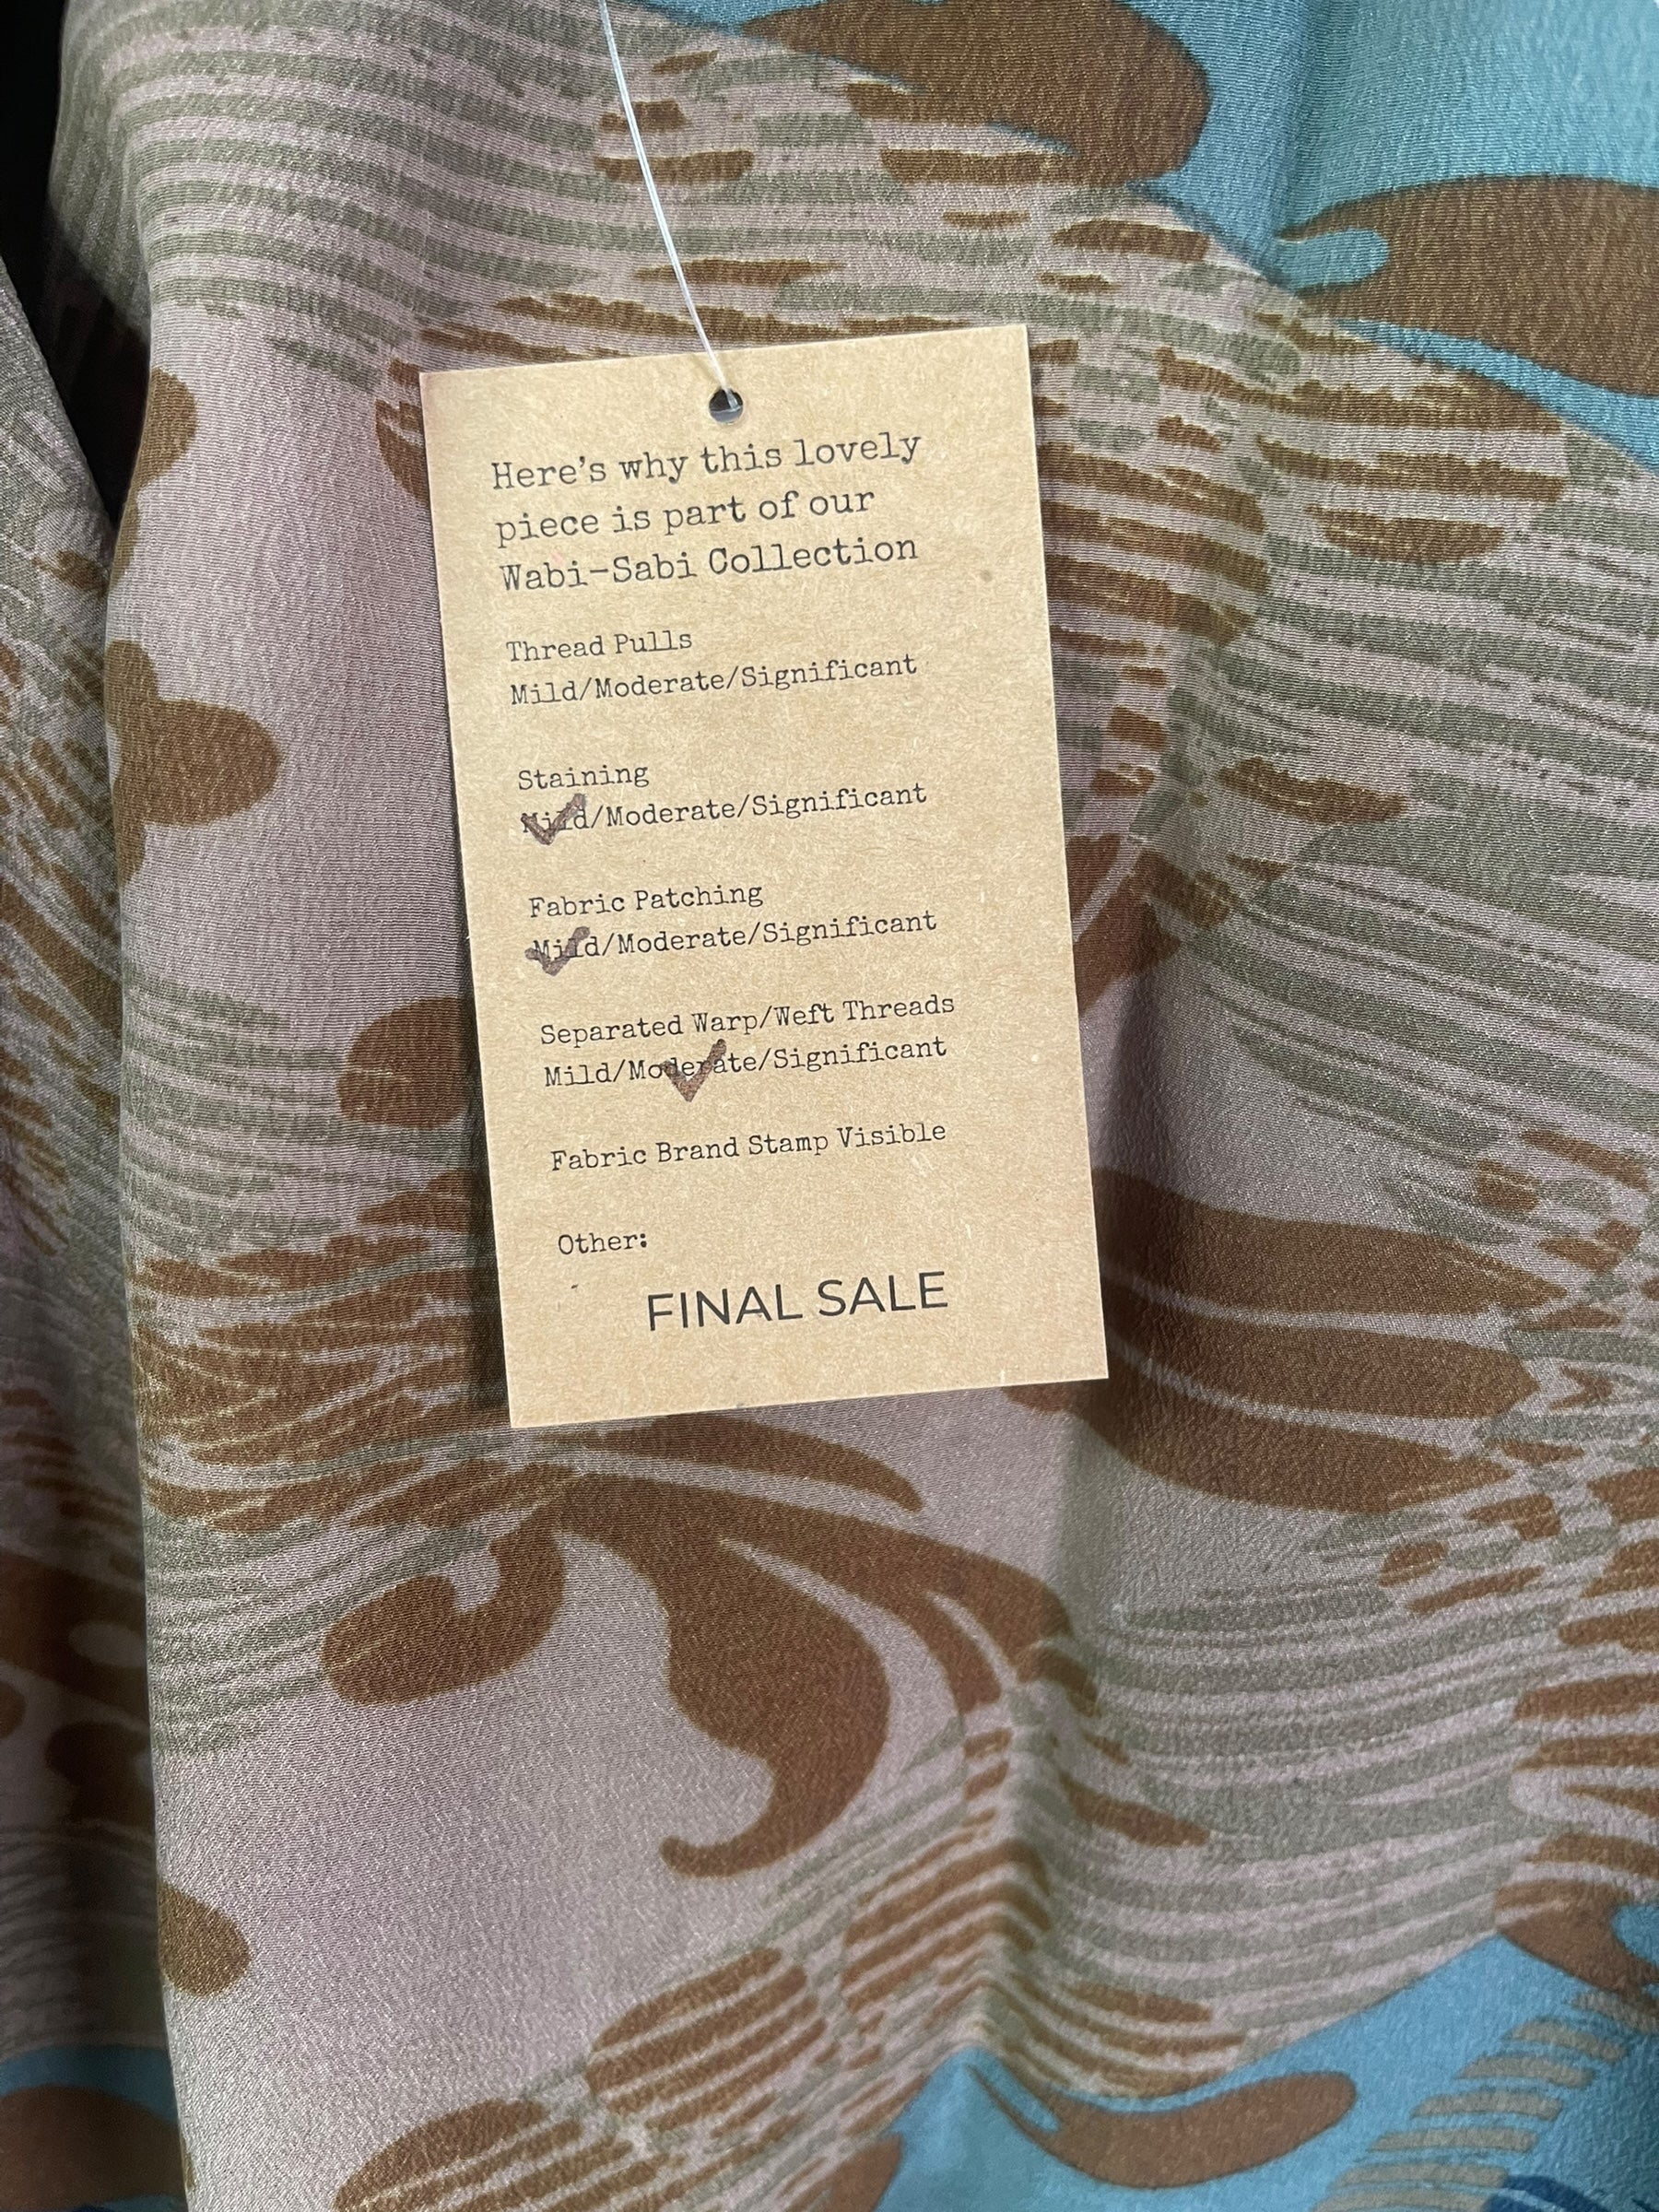 Here's why this lovely
piece is part of our
Wabi-Sabi Collection
Thread Pulls
Mild/Moderate/Significant
Staining
Mild/Moderate/Significant
Fabric Patching
Mild/Moderate/Significant
Separated Warp/Weft Threads
Mild/Moderate/Significant
Fabric Brand Stamp Visible
Other:
FINAL SALE